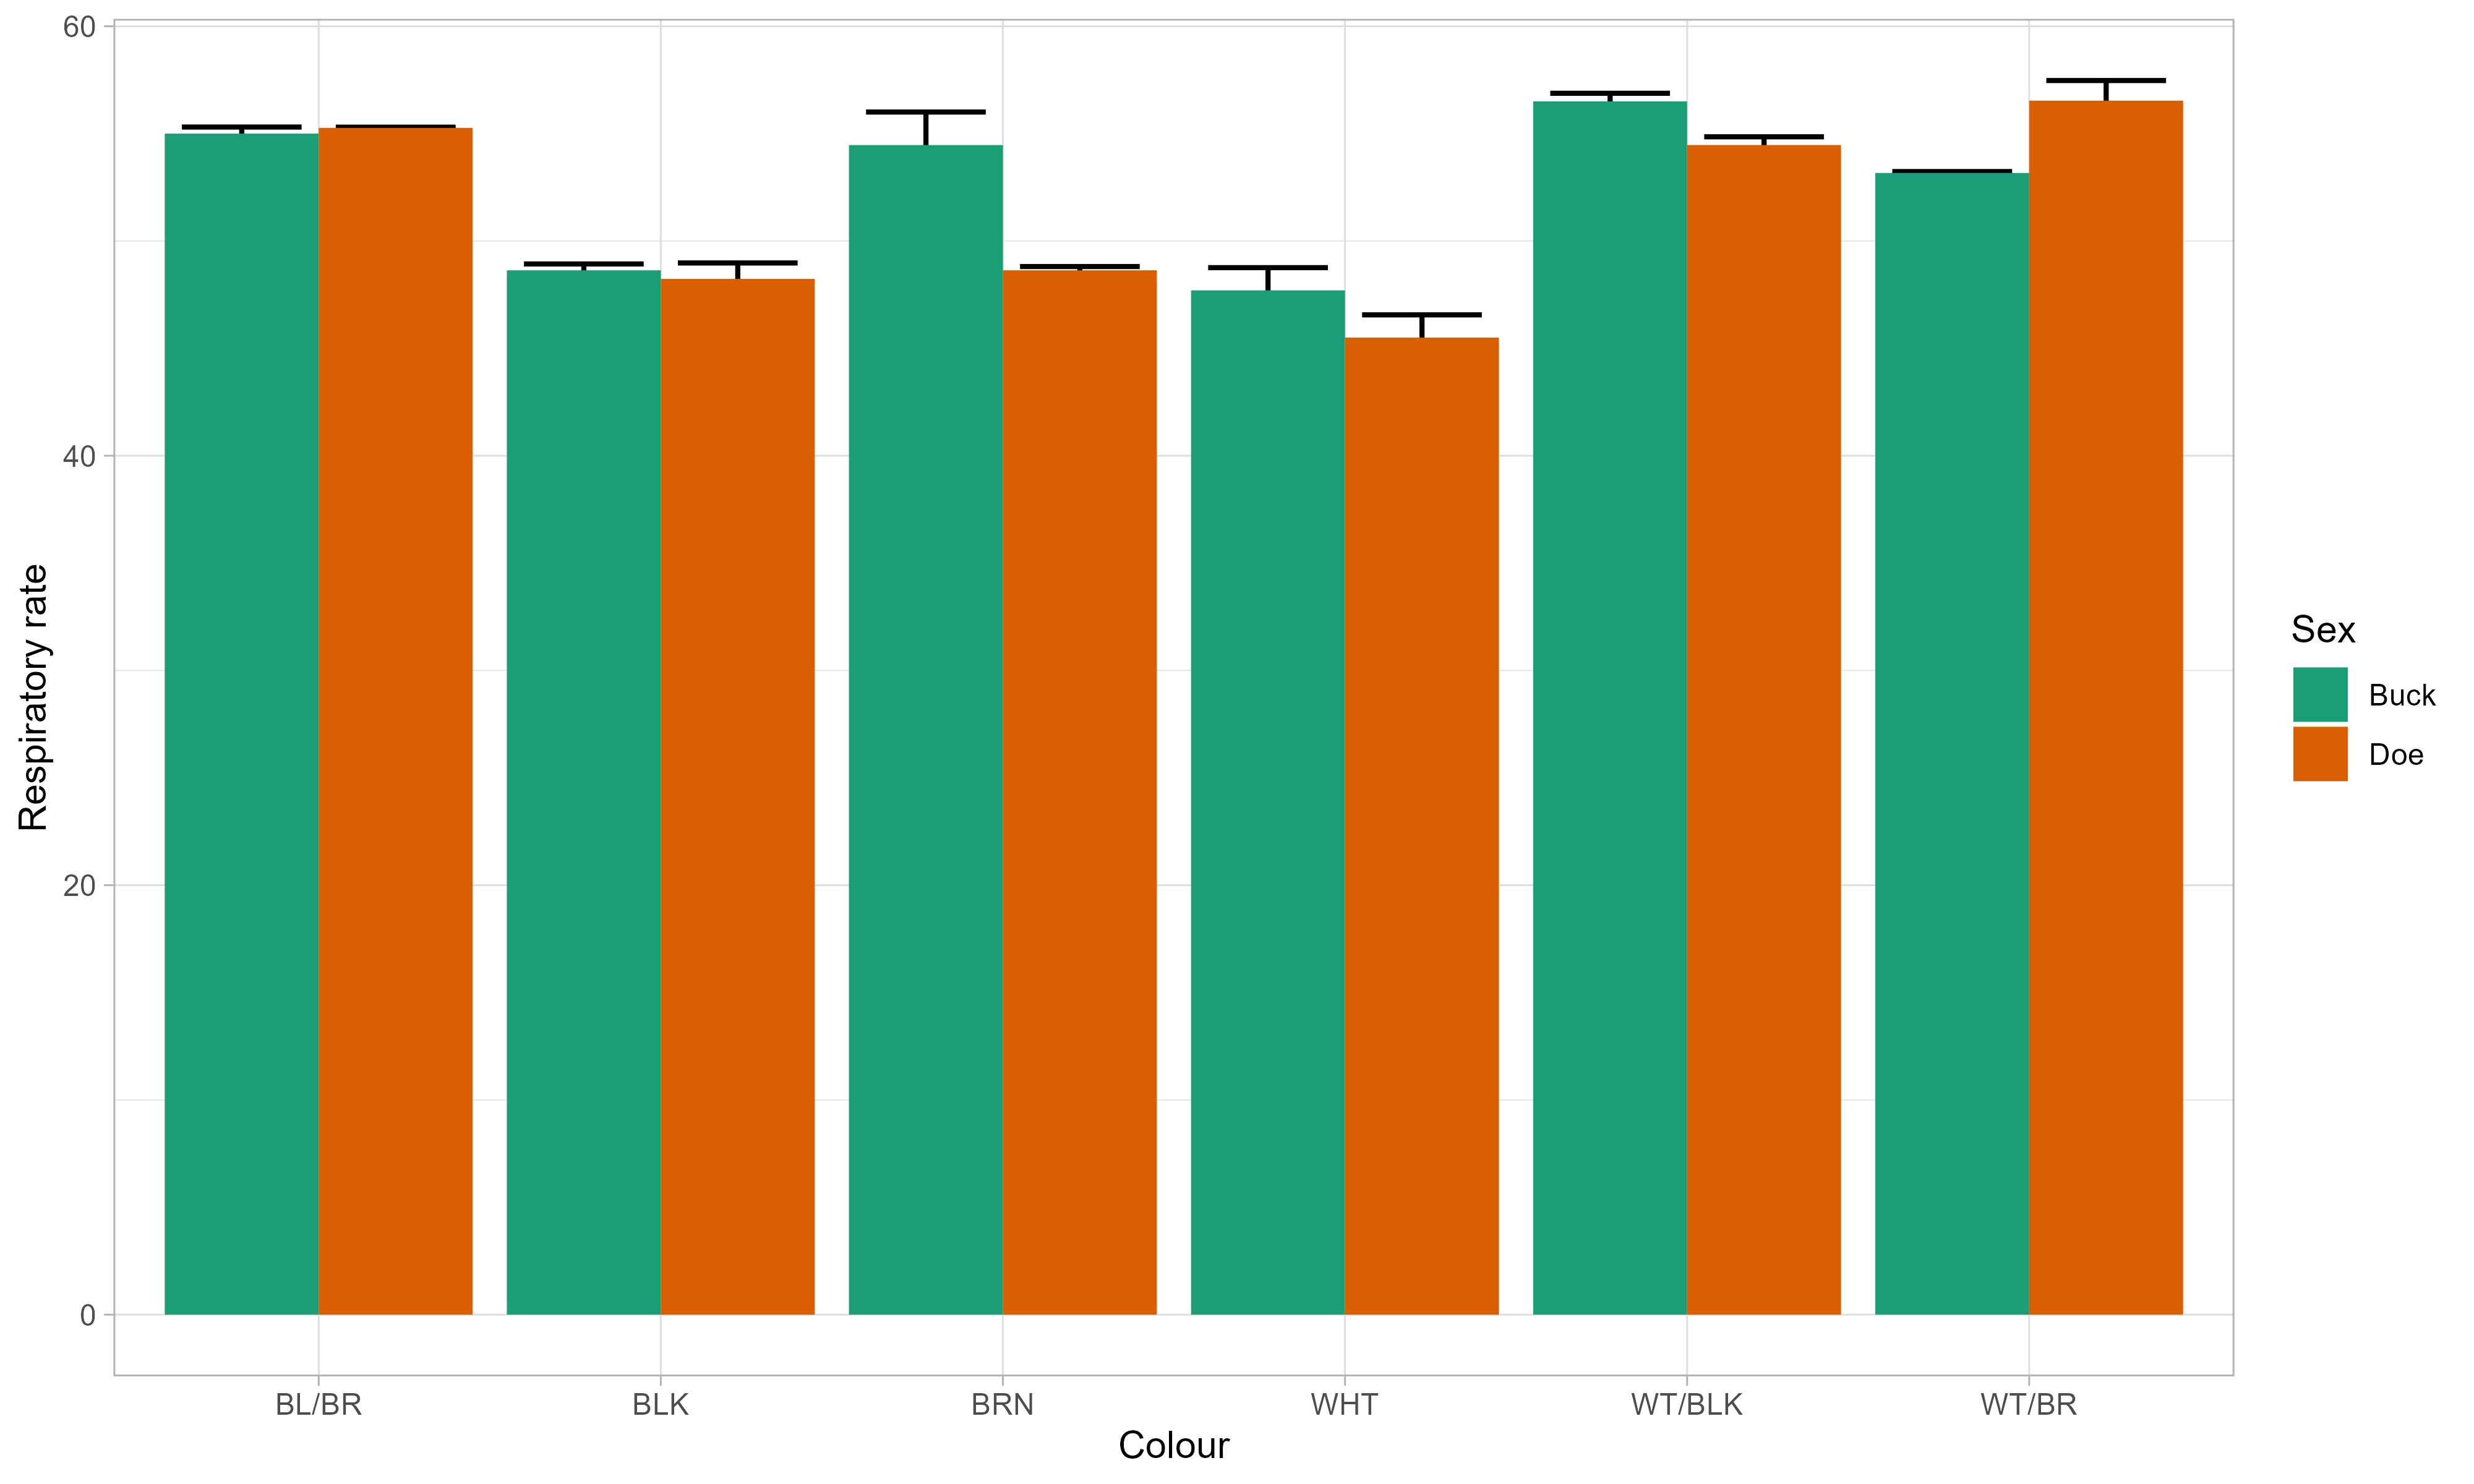 60
40
20
0
Respiratory rate
BL/BR
BLK
BRN
WHT
WT/BLK
WT/BR
Colour
Sex
Buck
Doe